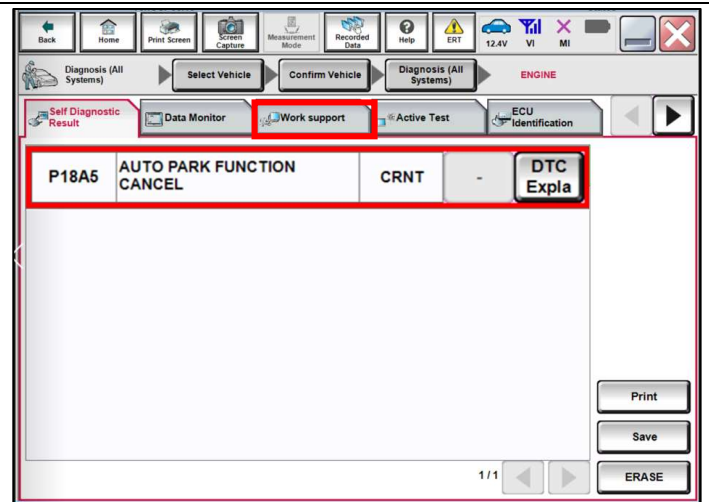 Back
Home
Print Screen
Screen
Capture
Measurement
Mode
Recorded
Data
Help
ERT
12.4V
VI
MI
Diagnosis (All
Systems)
Select Vehicle
Confirm Vehicle
Diagnosis (All
Systems)
ENGINE
Self Diagnostic
Result
Data Monitor
Work support
Active Test
ECU
Identification
P18A5
AUTO PARK FUNCTION
CANCEL
CRNT
-
DTC
Expla
Print
Save
1/1
ERASE